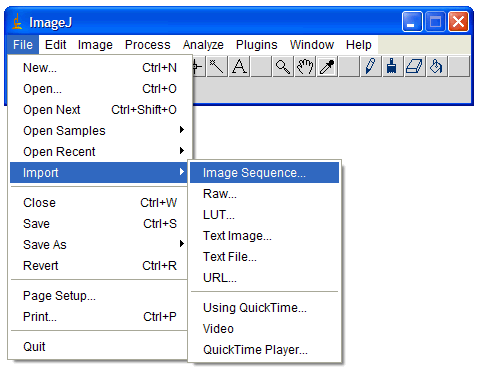 ImageJ
File Edit Image Process Analyze Plugins Window Help
New... Ctrl+N
Open... Ctrl+O
Open Next Ctrl+Shift+O
Open Samples
Open Recent
Import
Close Ctrl+W
Save Ctrl+S
Save As
Revert Ctrl+R
Page Setup...
Print... Ctrl+P
Quit
Image Sequence...
Raw...
LUT...
Text Image...
Text File...
URL...
Using QuickTime...
Video
QuickTime Player...